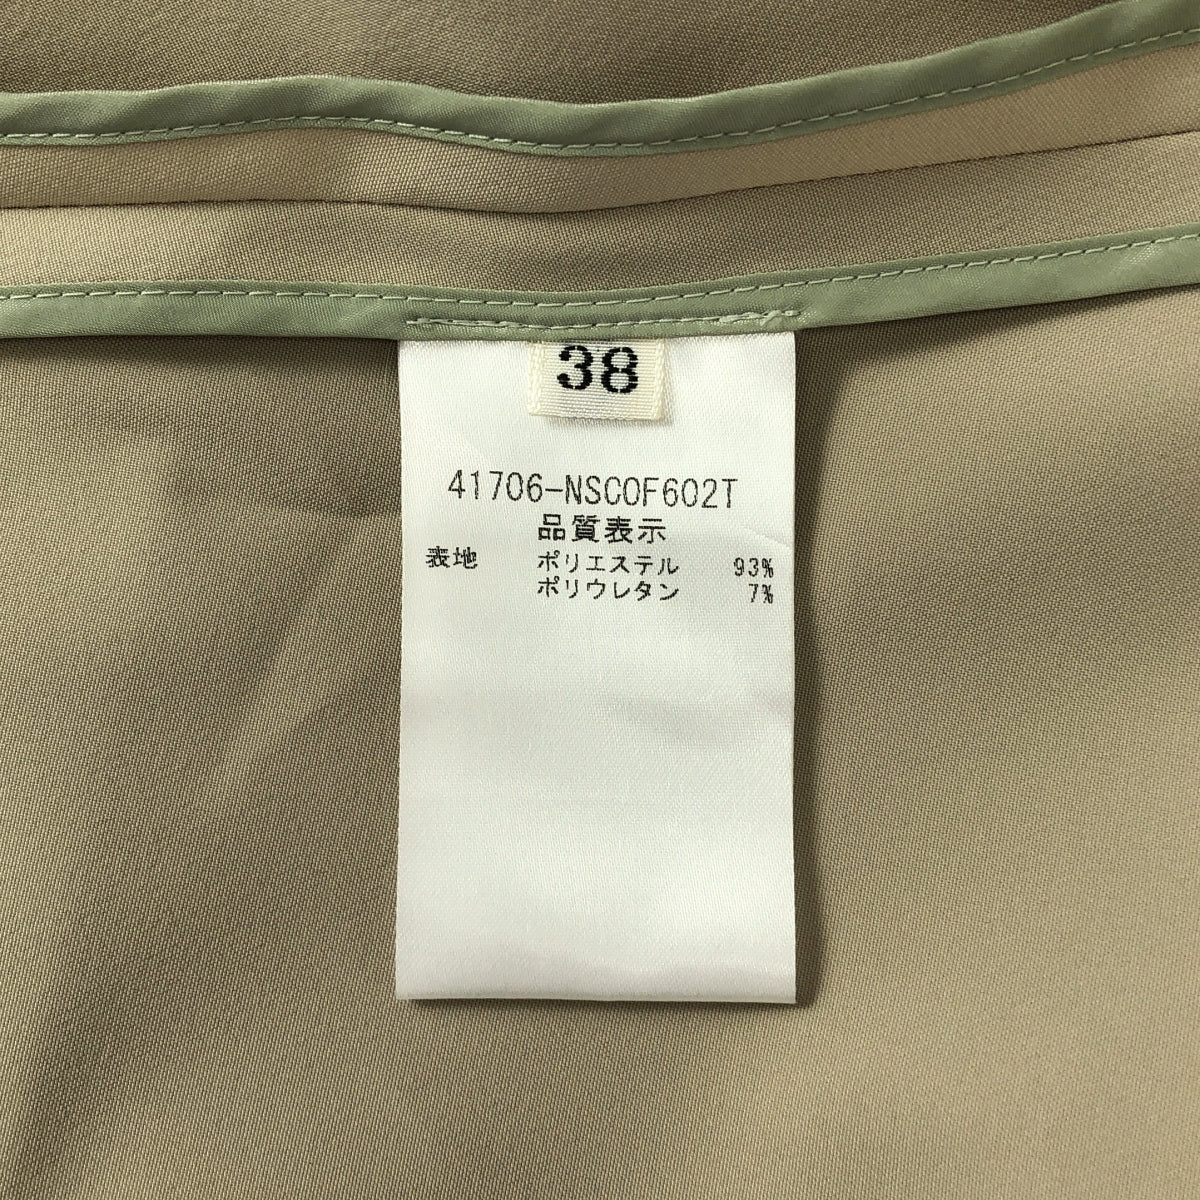 38
41706-NSCOF602T
品質表示
表地 ポリエステル 93%
ポリウレタン 7%